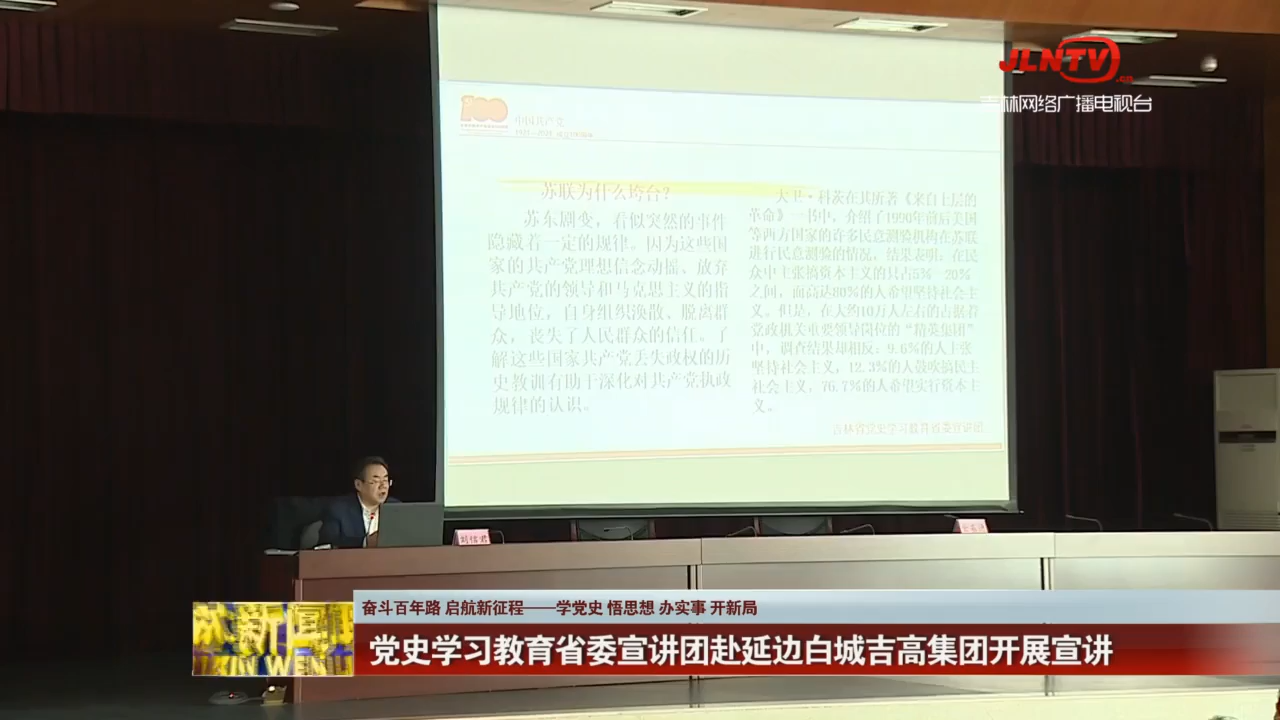 JLNTV.cn
吉林网络广播电视台
100
中国共产党
苏联为什么垮台？
苏东剧变，看似突然的事件
隐藏着一定的规律。因为这些国
家的共产党理想信念动摇、放弃
共产党的领导和马克思主义的指
导地位，自身组织涣散、脱离群
众，丧失了人民群众的信任。了
解这些国家共产党丢失政权的历
史教训有助于深化对共产党执政
规律的认识。
大卫·科茨在其所著《来自上层的
革命》一书中，介绍了1990年前后美国
等西方国家的许多民意测验机构在苏联
进行民意测验的情况，结果表明：在民
众中主张搞资本主义的只占5%—20%
之间，而高达80%的人希望坚持社会主
义。但是，在大约10万人左右的占据着
党政机关重要领导岗位的“精英集团”
中，调查结果却相反：9.6%的人主张
坚持社会主义，12.3%的人鼓吹搞民主
社会主义，76.7%的人希望实行资本主
义。
吉林省党史学习教育省委宣讲团
奋斗百年路 启航新征程——学党史 悟思想 办实事 开新局
党史学习教育省委宣讲团赴延边白城吉高集团开展宣讲